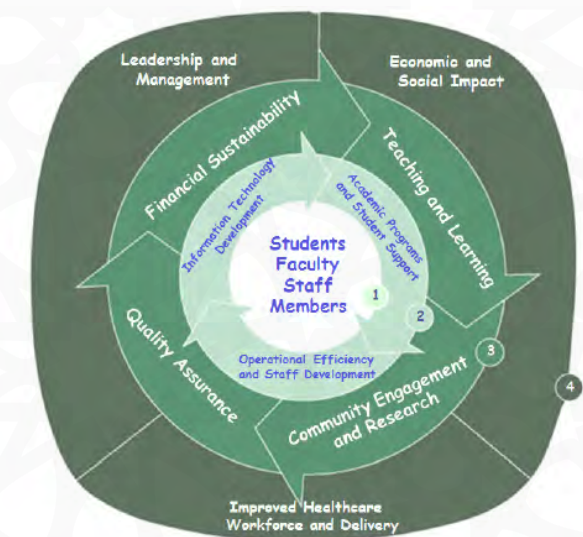 Leadership and
Management
Economic and
Social Impact
Financial Sustainability
Teaching and Learning
Information Technology
Development
Academic Programs
and Student Support
Students
Faculty
Staff
Members
1
2
Operational Efficiency
and Staff Development
3
Quality Assurance
Community Engagement
and Research
4
Improved Healthcare
Workforce and Delivery